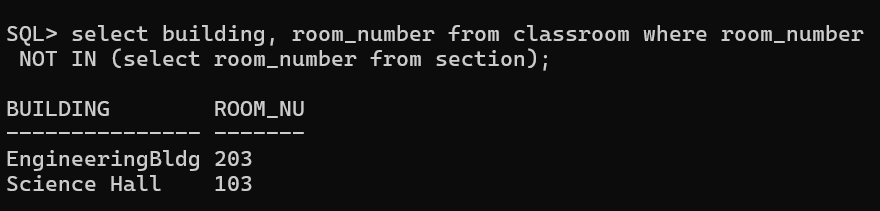 SQL> select building, room_number from classroom where room_number
 NOT IN (select room_number from section);
BUILDING        ROOM_NU
--------------- -------
EngineeringBldg 203
Science Hall    103